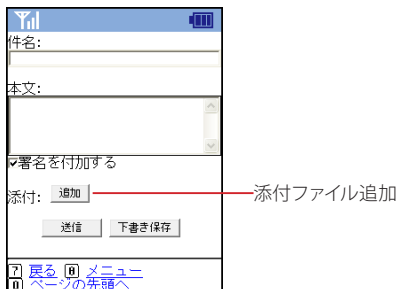 件名:
本文:
署名を付加する
添付: 追加 添付ファイル追加
送信 下書き保存
7 戻る 8 メニュー
0 ページの先頭へ